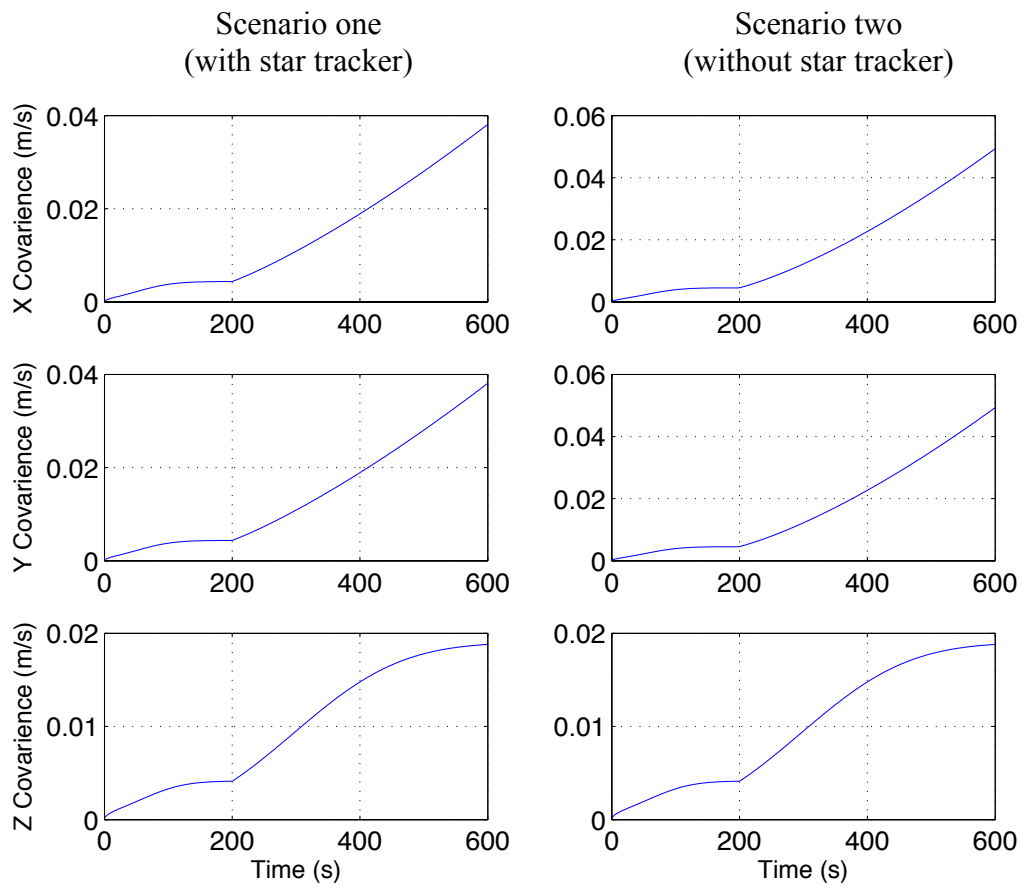 Scenario one
(with star tracker)
Scenario two
(without star tracker)
X Covarience (m/s)
0.04
0.02
0
0 200 400 600
0.06
0.04
0.02
0
0 200 400 600
Y Covarience (m/s)
0.04
0.02
0
0 200 400 600
0.06
0.04
0.02
0
0 200 400 600
Z Covarience (m/s)
0.02
0.01
0
0 200 400 600
Time (s)
0.02
0.01
0
0 200 400 600
Time (s)